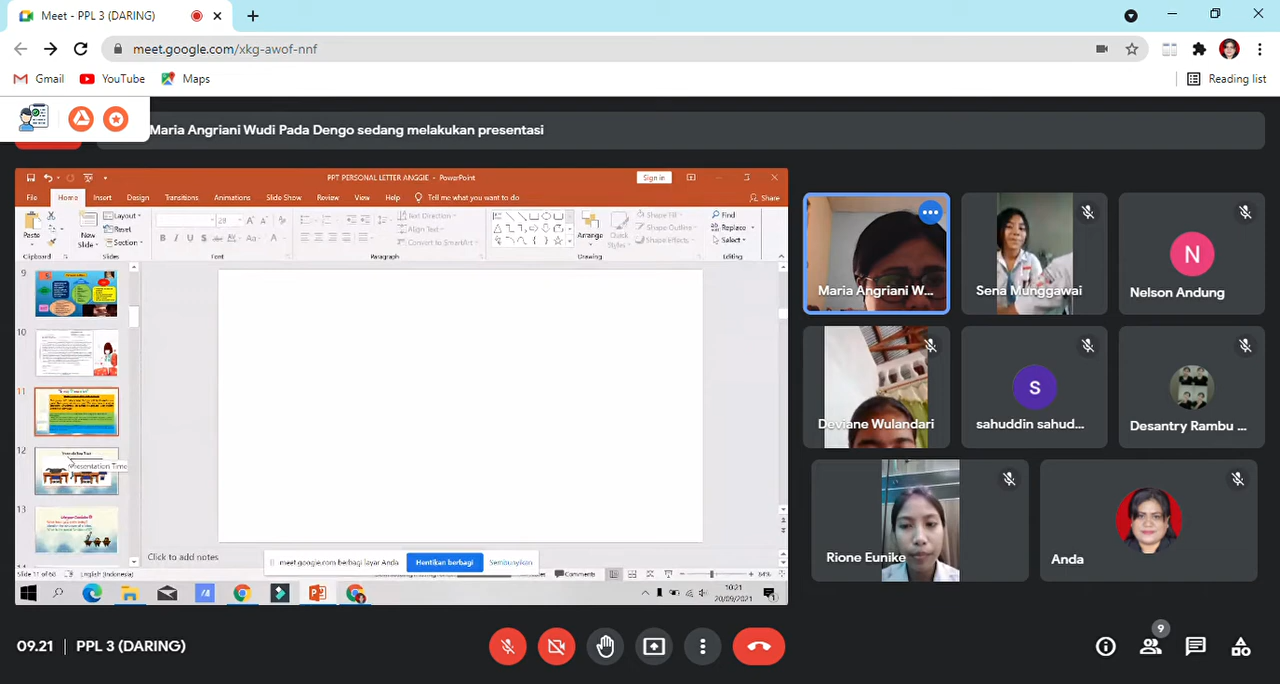 Meet - PPL 3 (DARING)
meet.google.com/xkg-awof-nnf
Gmail
YouTube
Maps
Reading list
Maria Angriani Wudi Pada Dengo sedang melakukan presentasi
PPT PERSONAL LETTER ANGGIE - PowerPoint
Sign in
File
Home
Insert
Design
Transitions
Animations
Slide Show
Review
View
Help
Tell me what you want to do
Share
Paste
New
Slide
Layout
Reset
Section
28
Text Direction
Align Text
Convert to SmartArt
Arrange
Quick
Styles
Shape Fill
Shape Outline
Shape Effects
Find
Replace
Select
Clipboard
Slides
Font
Paragraph
Drawing
Editing
9
10
11
12
Presentation Time
13
Click to add notes
meet.google.com berbagi layar Anda
Hentikan berbagi
Sembunyikan
Slide 11 of 68
English (Indonesia)
Comments
84%
10:21
20/09/2021
Maria Angriani W...
Sena Munggawai
N
Nelson Andung
Deviane Wulandari
S
sahuddin sahud...
Desantry Rambu ...
Rione Eunike
Anda
09.21
PPL 3 (DARING)
9